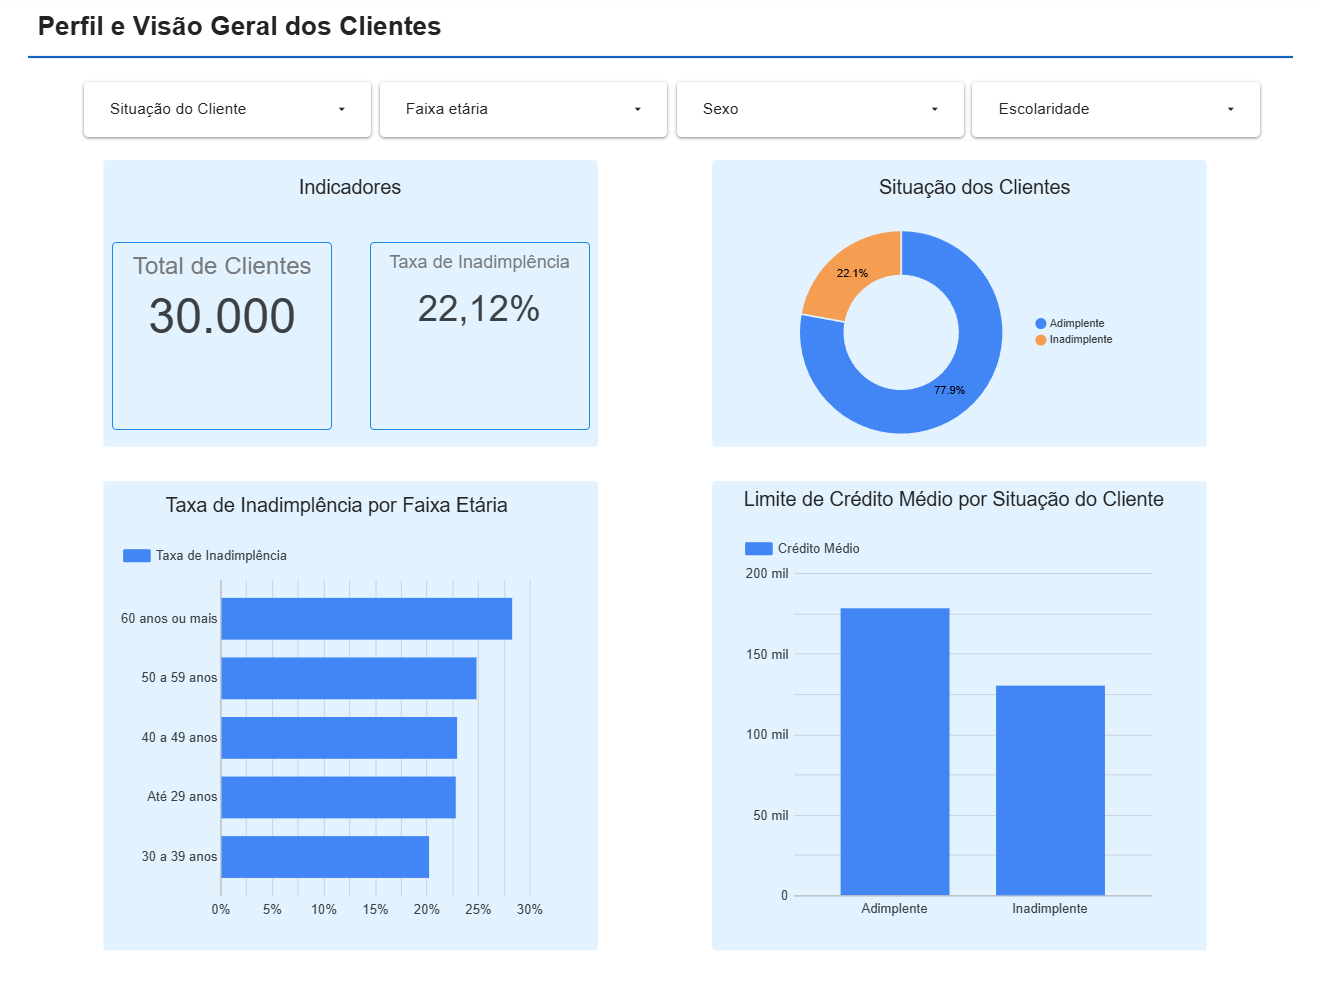 Perfil e Visão Geral dos Clientes
Situação do Cliente
Faixa etária
Sexo
Escolaridade
Indicadores
Total de Clientes
30.000
Taxa de Inadimplência
22,12%
Situação dos Clientes
22.1%
77.9%
Adimplente
Inadimplente
Taxa de Inadimplência por Faixa Etária
Taxa de Inadimplência
60 anos ou mais
50 a 59 anos
40 a 49 anos
Até 29 anos
30 a 39 anos
0% 5% 10% 15% 20% 25% 30%
Limite de Crédito Médio por Situação do Cliente
Crédito Médio
200 mil
150 mil
100 mil
50 mil
0
Adimplente Inadimplente